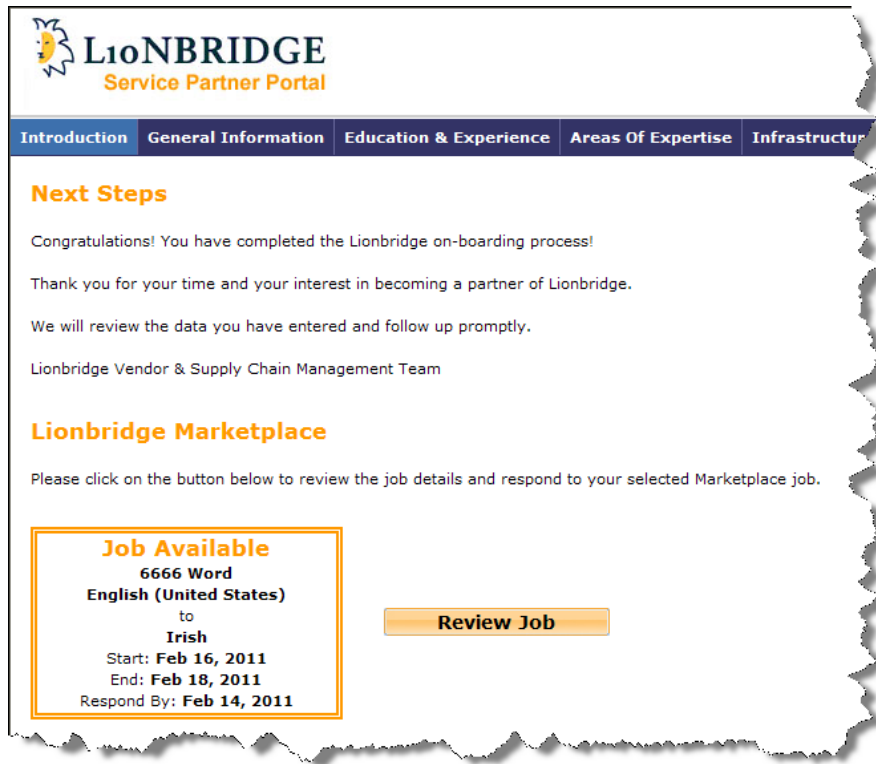 L10NBRIDGE
Service Partner Portal
Introduction General Information Education & Experience Areas Of Expertise Infrastructur
Next Steps
Congratulations! You have completed the Lionbridge on-boarding process!
Thank you for your time and your interest in becoming a partner of Lionbridge.
We will review the data you have entered and follow up promptly.
Lionbridge Vendor & Supply Chain Management Team
Lionbridge Marketplace
Please click on the button below to review the job details and respond to your selected Marketplace job.
Job Available
6666 Word
English (United States)
to
Irish
Start: Feb 16, 2011
End: Feb 18, 2011
Respond By: Feb 14, 2011
Review Job